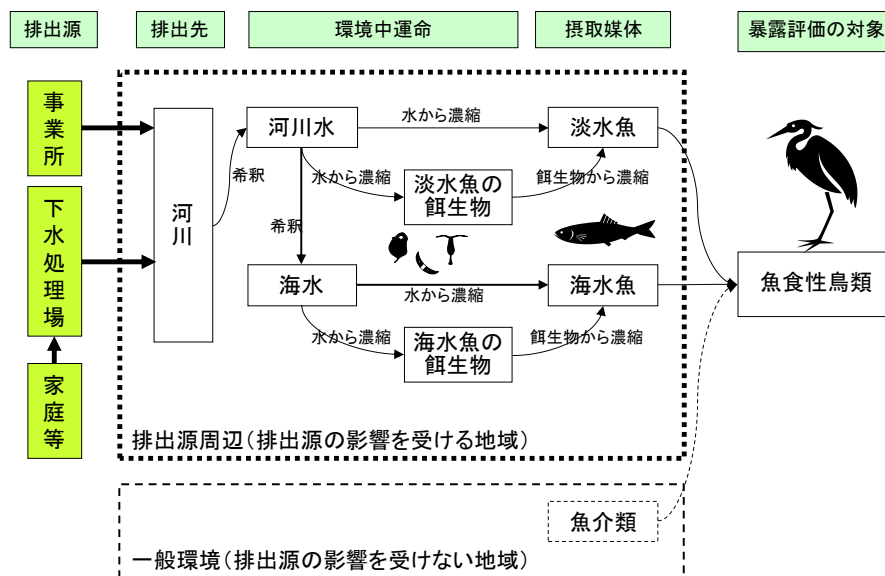 排出源
排出先
環境中運命
摂取媒体
暴露評価の対象
事業所
下水処理場
家庭等
河川
希釈
河川水
水から濃縮
淡水魚
水から濃縮
淡水魚の
餌生物
餌生物から濃縮
希釈
海水
水から濃縮
海水魚
水から濃縮
海水魚の
餌生物
餌生物から濃縮
魚食性鳥類
排出源周辺（排出源の影響を受ける地域）
魚介類
一般環境（排出源の影響を受けない地域）